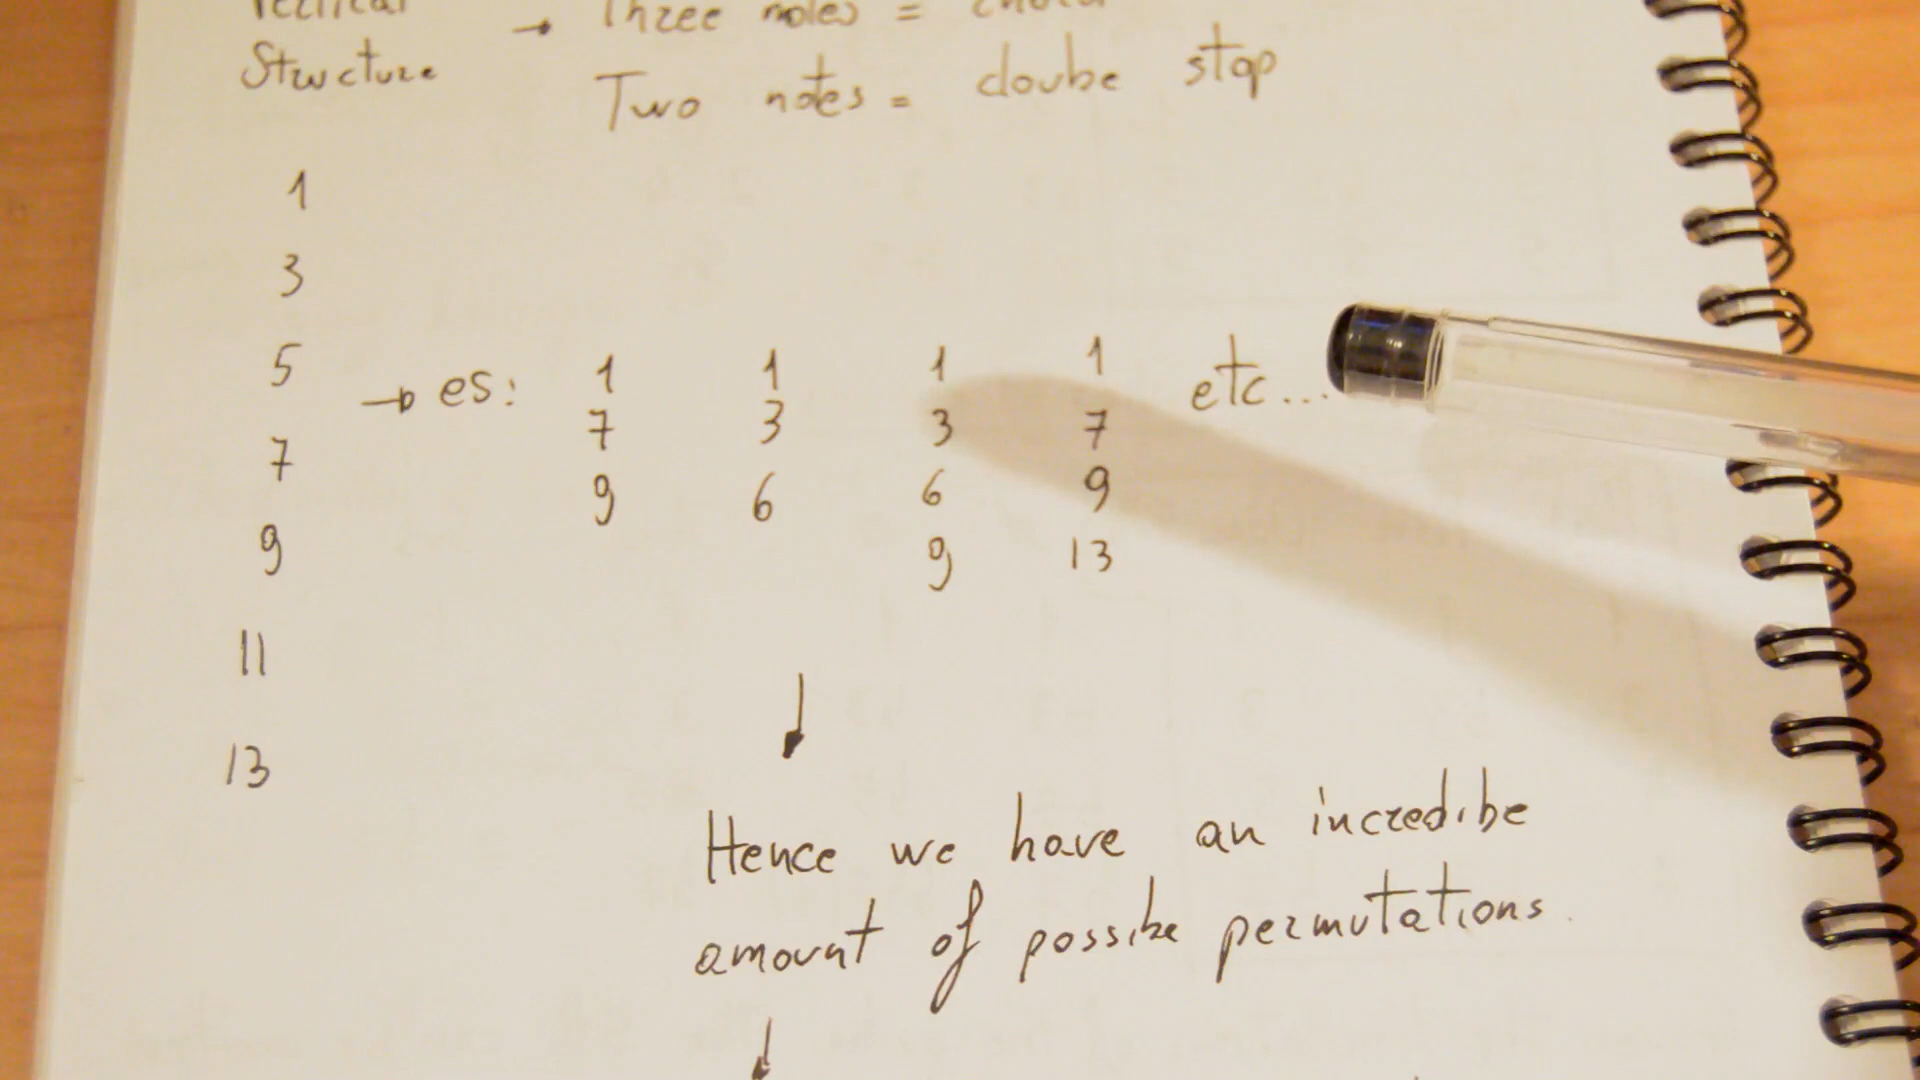 Vertical
Structure
→ Three notes = chord
Two notes = doube stop
1
3
5
7
9
11
13
→ es:
1 1 1 1 etc...
7 3 3 7
9 6 6 9
9 13
↓
Hence we have an incredibe
amount of possibe permutations.
↓